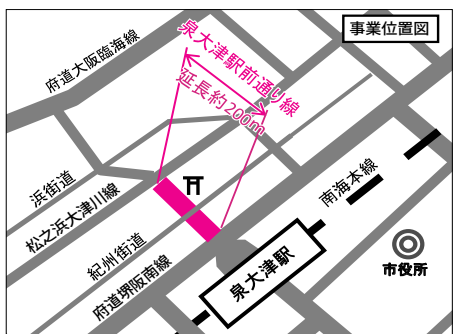 事業位置図
府道大阪臨海線
泉大津駅前通り線
延長約200m
浜街道
松之浜大津川線
紀州街道
府道堺阪南線
南海本線
泉大津駅
市役所